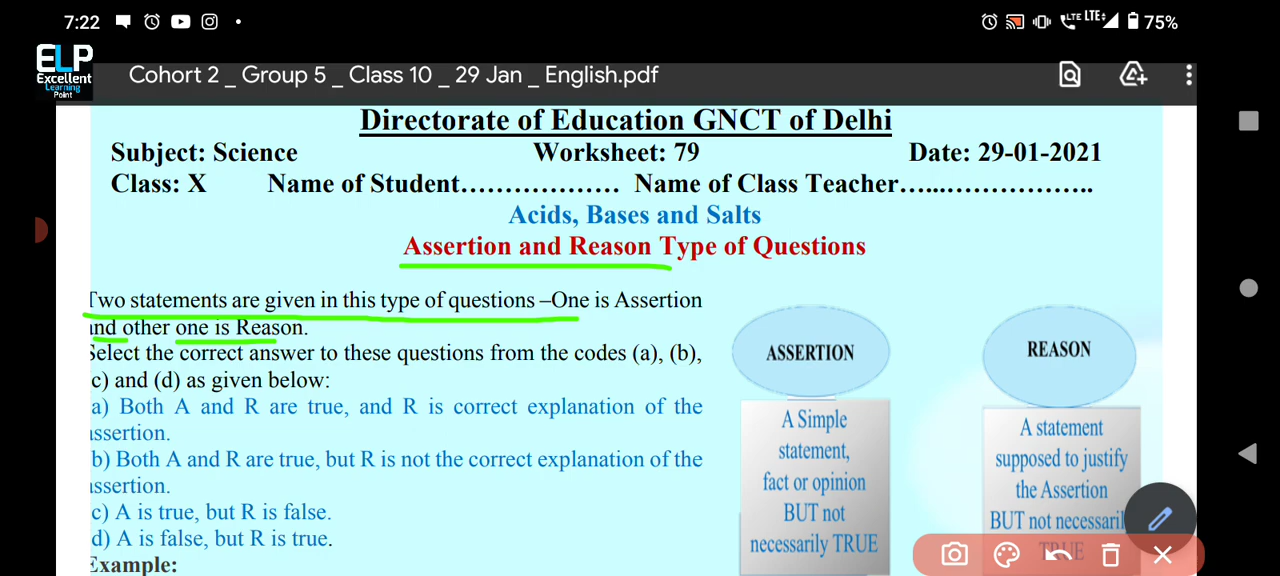 7:22
75%
LTE LTE
ELP
Excellent
Learning
Point
Cohort 2 _ Group 5 _ Class 10 _ 29 Jan _ English.pdf
Directorate of Education GNCT of Delhi
Subject: Science Worksheet: 79 Date: 29-01-2021
Class: X Name of Student……………… Name of Class Teacher…...……………..
Acids, Bases and Salts
Assertion and Reason Type of Questions
Two statements are given in this type of questions –One is Assertion
and other one is Reason.
Select the correct answer to these questions from the codes (a), (b),
c) and (d) as given below:
a) Both A and R are true, and R is correct explanation of the
assertion.
b) Both A and R are true, but R is not the correct explanation of the
assertion.
c) A is true, but R is false.
d) A is false, but R is true.
Example:
ASSERTION
A Simple
statement,
fact or opinion
BUT not
necessarily TRUE
REASON
A statement
supposed to justify
the Assertion
BUT not necessaril
TRUE